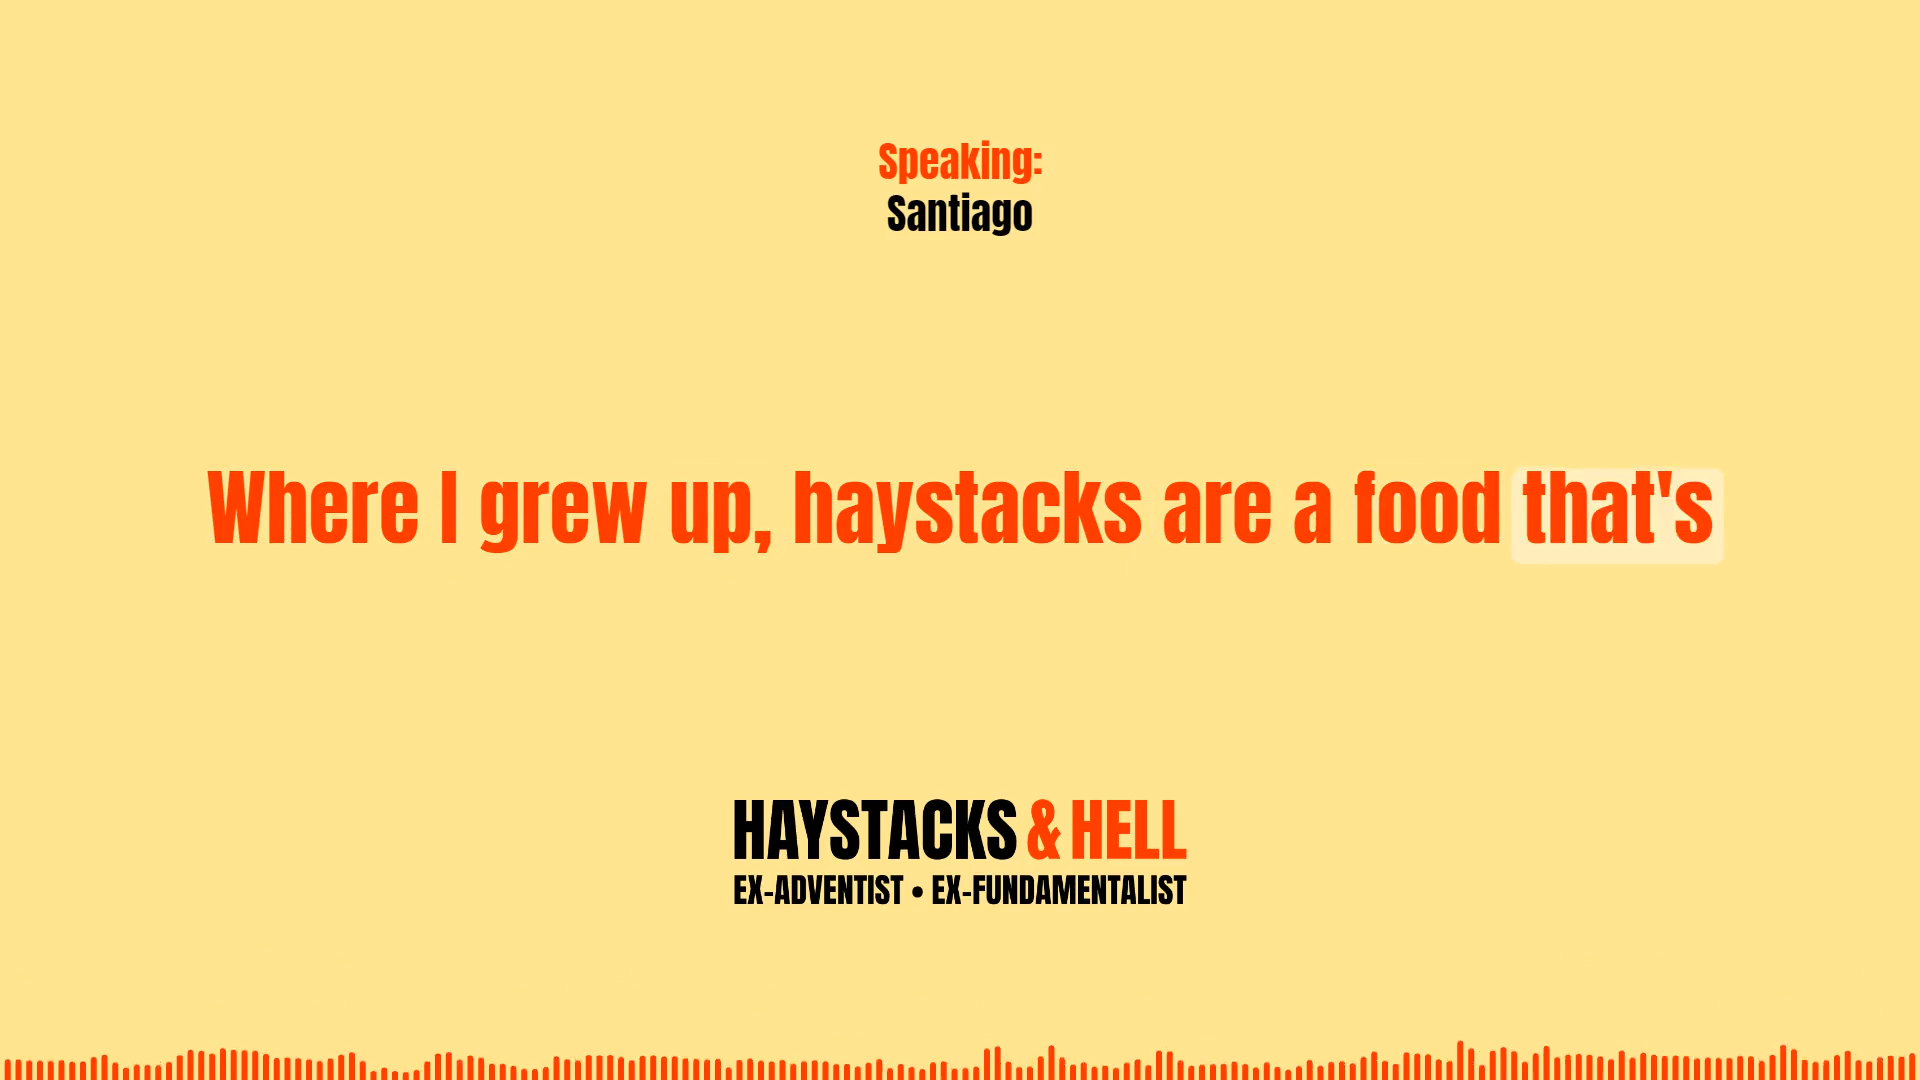 Speaking:
Santiago
Where I grew up, haystacks are a food that's
HAYSTACKS & HELL
EX-ADVENTIST • EX-FUNDAMENTALIST